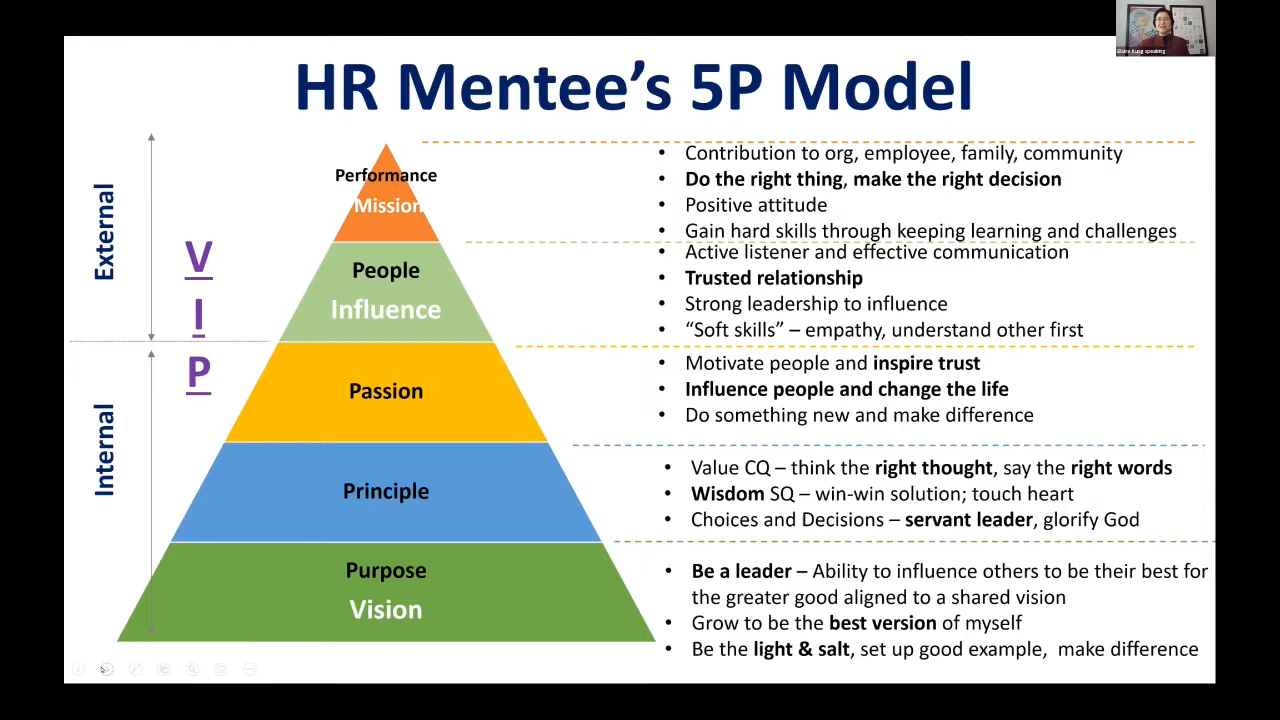 Elaine Kung speaking
HR Mentee’s 5P Model
External
Internal
V
I
P
Performance
Mission
People
Influence
Passion
Principle
Purpose
Vision
• Contribution to org, employee, family, community
• Do the right thing, make the right decision
• Positive attitude
• Gain hard skills through keeping learning and challenges
• Active listener and effective communication
• Trusted relationship
• Strong leadership to influence
• “Soft skills” – empathy, understand other first
• Motivate people and inspire trust
• Influence people and change the life
• Do something new and make difference
• Value CQ – think the right thought, say the right words
• Wisdom SQ – win-win solution; touch heart
• Choices and Decisions – servant leader, glorify God
• Be a leader – Ability to influence others to be their best for
the greater good aligned to a shared vision
• Grow to be the best version of myself
• Be the light & salt, set up good example, make difference